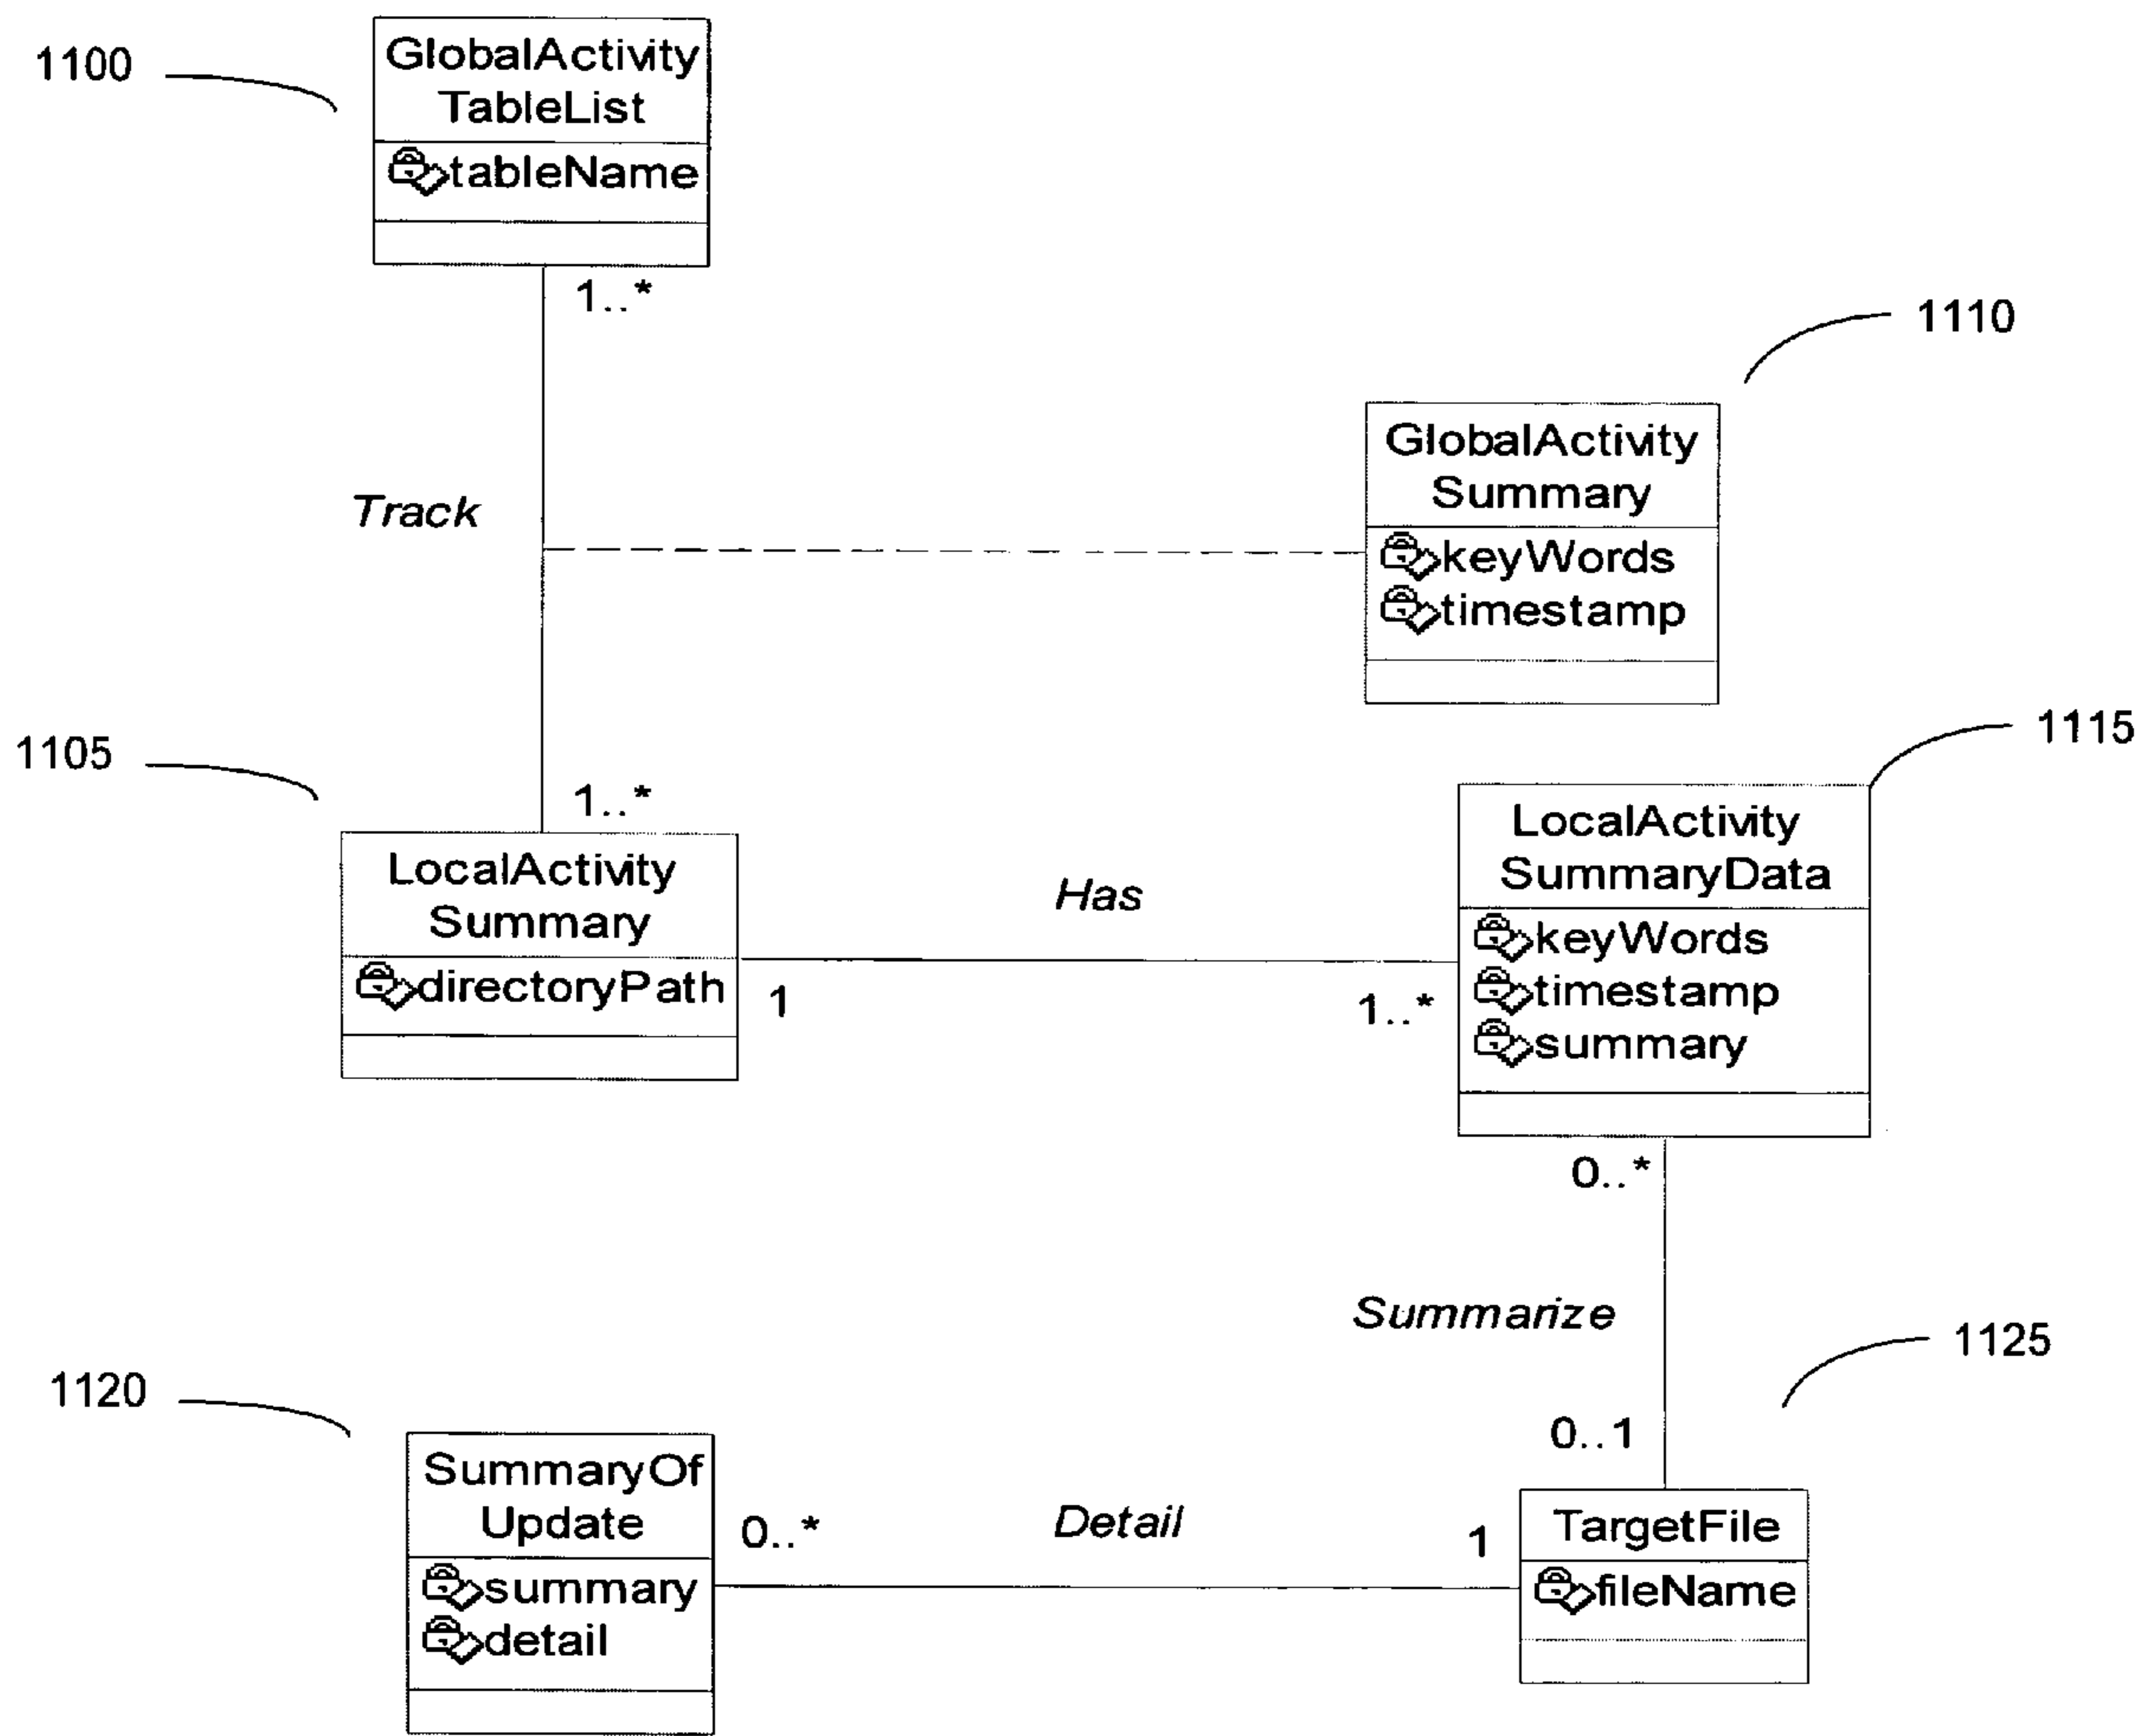 1100
GlobalActivity
TableList
tableName
1..*
1110
GlobalActivity
Summary
keyWords
timestamp
Track
1105
1..*
LocalActivity
Summary
directoryPath
1
Has
1..*
1115
LocalActivity
SummaryData
keyWords
timestamp
summary
0..*
Summarize
1125
0..1
1120
SummaryOf
Update
summary
detail
0..*
Detail
1
TargetFile
fileName